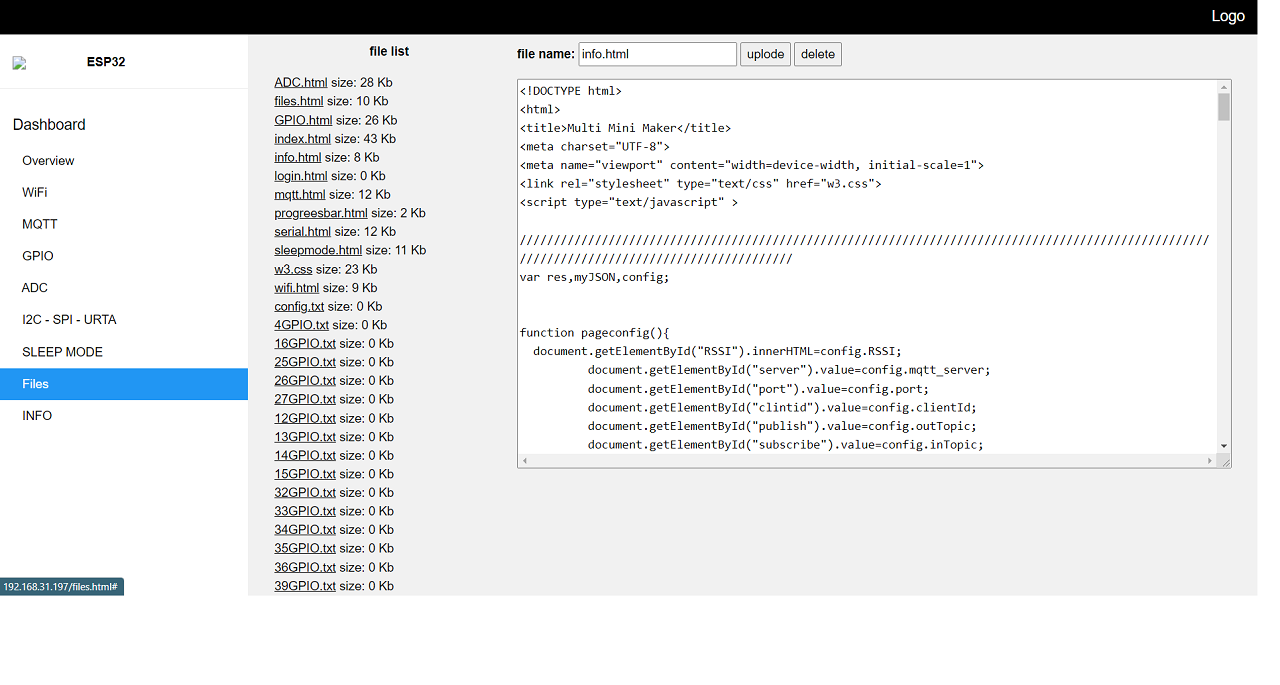 Logo
ESP32
Dashboard
Overview
WiFi
MQTT
GPIO
ADC
I2C - SPI - URTA
SLEEP MODE
Files
INFO
file list
ADC.html size: 28 Kb
files.html size: 10 Kb
GPIO.html size: 26 Kb
index.html size: 43 Kb
info.html size: 8 Kb
login.html size: 0 Kb
mqtt.html size: 12 Kb
progreesbar.html size: 2 Kb
serial.html size: 12 Kb
sleepmode.html size: 11 Kb
w3.css size: 23 Kb
wifi.html size: 9 Kb
config.txt size: 0 Kb
4GPIO.txt size: 0 Kb
16GPIO.txt size: 0 Kb
25GPIO.txt size: 0 Kb
26GPIO.txt size: 0 Kb
27GPIO.txt size: 0 Kb
12GPIO.txt size: 0 Kb
13GPIO.txt size: 0 Kb
14GPIO.txt size: 0 Kb
15GPIO.txt size: 0 Kb
32GPIO.txt size: 0 Kb
33GPIO.txt size: 0 Kb
34GPIO.txt size: 0 Kb
35GPIO.txt size: 0 Kb
36GPIO.txt size: 0 Kb
39GPIO.txt size: 0 Kb
file name: info.html uplode delete
<!DOCTYPE html>
<html>
<title>Multi Mini Maker</title>
<meta charset="UTF-8">
<meta name="viewport" content="width=device-width, initial-scale=1">
<link rel="stylesheet" type="text/css" href="w3.css">
<script type="text/javascript" >
/////////////////////////////////////////////////////////////////////////////////////////////////////
////////////////////////////////////////
var res,myJSON,config;
function pageconfig(){
document.getElementById("RSSI").innerHTML=config.RSSI;
document.getElementById("server").value=config.mqtt_server;
document.getElementById("port").value=config.port;
document.getElementById("clintid").value=config.clientId;
document.getElementById("publish").value=config.outTopic;
document.getElementById("subscribe").value=config.inTopic;
192.168.31.197/files.html#